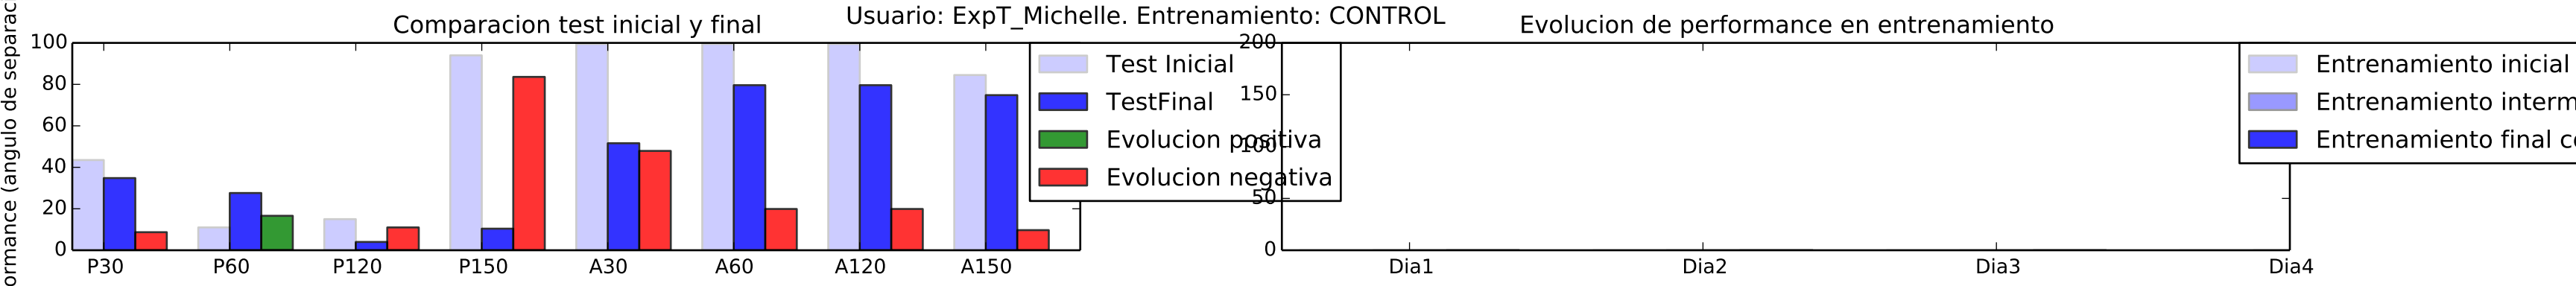 Usuario: ExpT_Michelle. Entrenamiento: CONTROL
Comparacion test inicial y final
ormance (angulo de separac
100
80
60
40
20
0
P30 P60 P120 P150 A30 A60 A120 A150
Test Inicial
TestFinal
Evolucion positiva
Evolucion negativa
Evolucion de performance en entrenamiento
200
150
100
50
0
Dia1 Dia2 Dia3 Dia4
Entrenamiento inicial
Entrenamiento interm
Entrenamiento final c